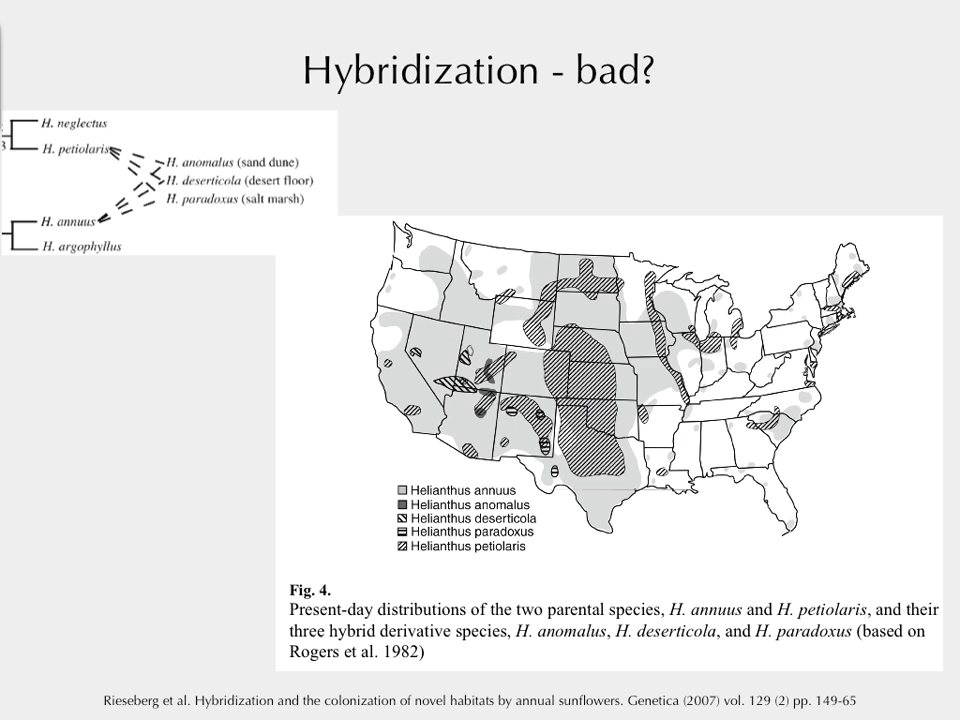 Hybridization - bad?
H. neglectus
3
H. petiolaris
H. anomalus (sand dune)
H. deserticola (desert floor)
H. paradoxus (salt marsh)
H. annuus
H. argophyllus
Helianthus annuus
Helianthus anomalus
Helianthus deserticola
Helianthus paradoxus
Helianthus petiolaris
Fig. 4.
Present-day distributions of the two parental species, H. annuus and H. petiolaris, and their
three hybrid derivative species, H. anomalus, H. deserticola, and H. paradoxus (based on
Rogers et al. 1982)
Rieseberg et al. Hybridization and the colonization of novel habitats by annual sunflowers. Genetica (2007) vol. 129 (2) pp. 149-65